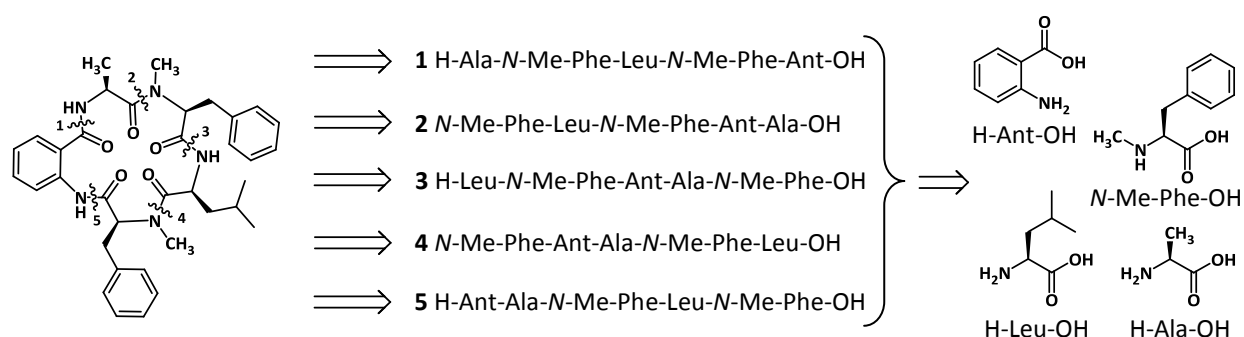 1 H-Ala-N-Me-Phe-Leu-N-Me-Phe-Ant-OH
2 N-Me-Phe-Leu-N-Me-Phe-Ant-Ala-OH
3 H-Leu-N-Me-Phe-Ant-Ala-N-Me-Phe-OH
4 N-Me-Phe-Ant-Ala-N-Me-Phe-Leu-OH
5 H-Ant-Ala-N-Me-Phe-Leu-N-Me-Phe-OH
H₃C
2
CH₃
HN
N
1
O
O
3
O
NH
O
O
NH
5
N
4
CH₃
O
OH
NH₂
H-Ant-OH
H₃C
N
H
OH
O
N-Me-Phe-OH
H₂N
OH
O
H-Leu-OH
CH₃
H₂N
OH
O
H-Ala-OH